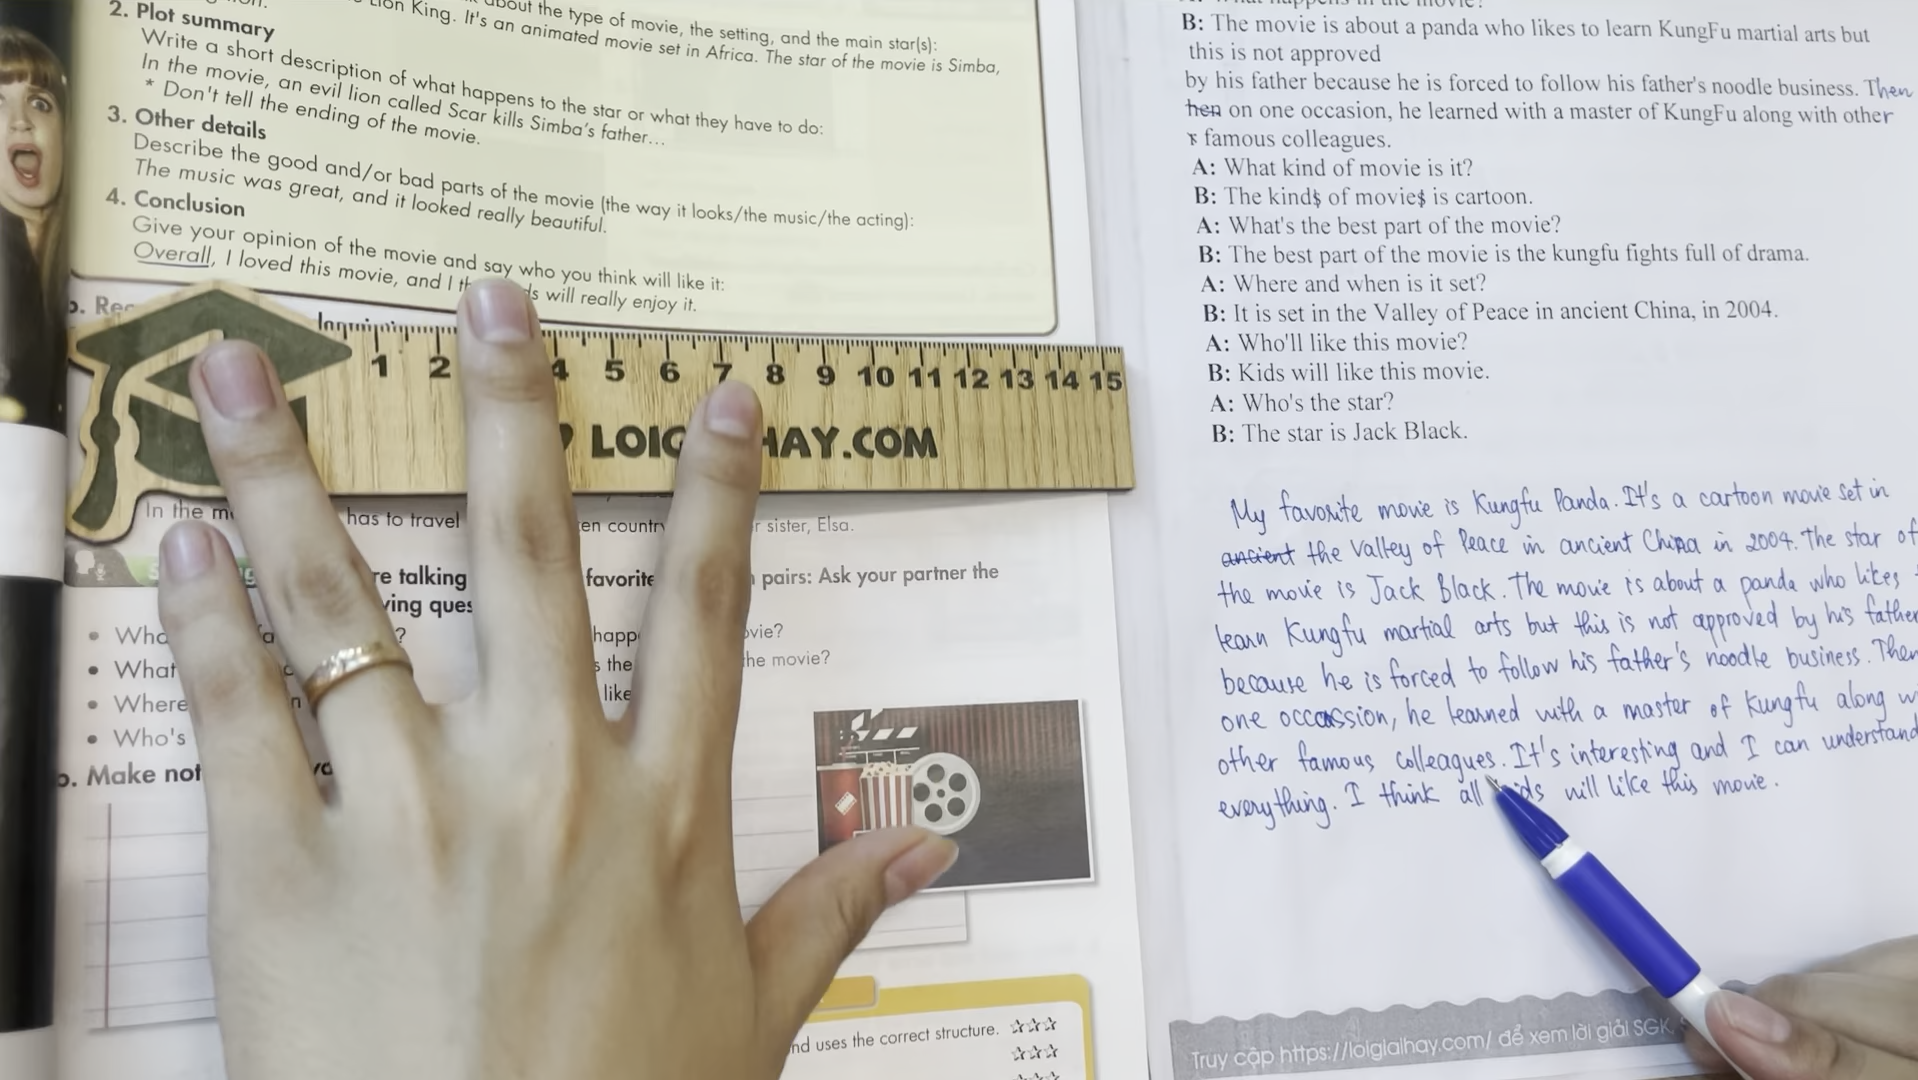 about the type of movie, the setting, and the main star(s):
Lion King. It's an animated movie set in Africa. The star of the movie is Simba,
2. Plot summary
Write a short description of what happens to the star or what they have to do:
In the movie, an evil lion called Scar kills Simba's father...
* Don't tell the ending of the movie.
3. Other details
Describe the good and/or bad parts of the movie (the way it looks/the music/the acting):
The music was great, and it looked really beautiful.
4. Conclusion
Give your opinion of the movie and say who you think will like it:
Overall, I loved this movie, and I will really enjoy it.
b.
1 2 4 5 6 7 8 9 10 11 12 13 14 15
HAY.COM
In the has to travel sister, Elsa.
talking favorite pairs: Ask your partner the
?
movie?
What the the movie?
Where like
Who's
b. Make
and uses the correct structure. ☆☆☆
☆☆☆
B: The movie is about a panda who likes to learn KungFu martial arts but
this is not approved
by his father because he is forced to follow his father's noodle business. Then
hen on one occasion, he learned with a master of KungFu along with other
famous colleagues.
A: What kind of movie is it?
B: The kind$ of movie$ is cartoon.
A: What's the best part of the movie?
B: The best part of the movie is the kungfu fights full of drama.
A: Where and when is it set?
B: It is set in the Valley of Peace in ancient China, in 2004.
A: Who'll like this movie?
B: Kids will like this movie.
A: Who's the star?
B: The star is Jack Black.
My favorite movie is Kungfu Panda. It's a cartoon movie set in
ancient the Valley of Peace in ancient China in 2004. The star of
the movie is Jack Black. The movie is about a panda who likes
learn Kungfu martial arts but this is not approved by his father
because he is forced to follow his father's noodle business. Then
one occassion, he learned with a master of Kungfu along
other famous colleagues. It's interesting and I can understand
everything. I think all kids will like this movie.
Truy cập https://loigiaihay.com/ để xem lời giải SGK